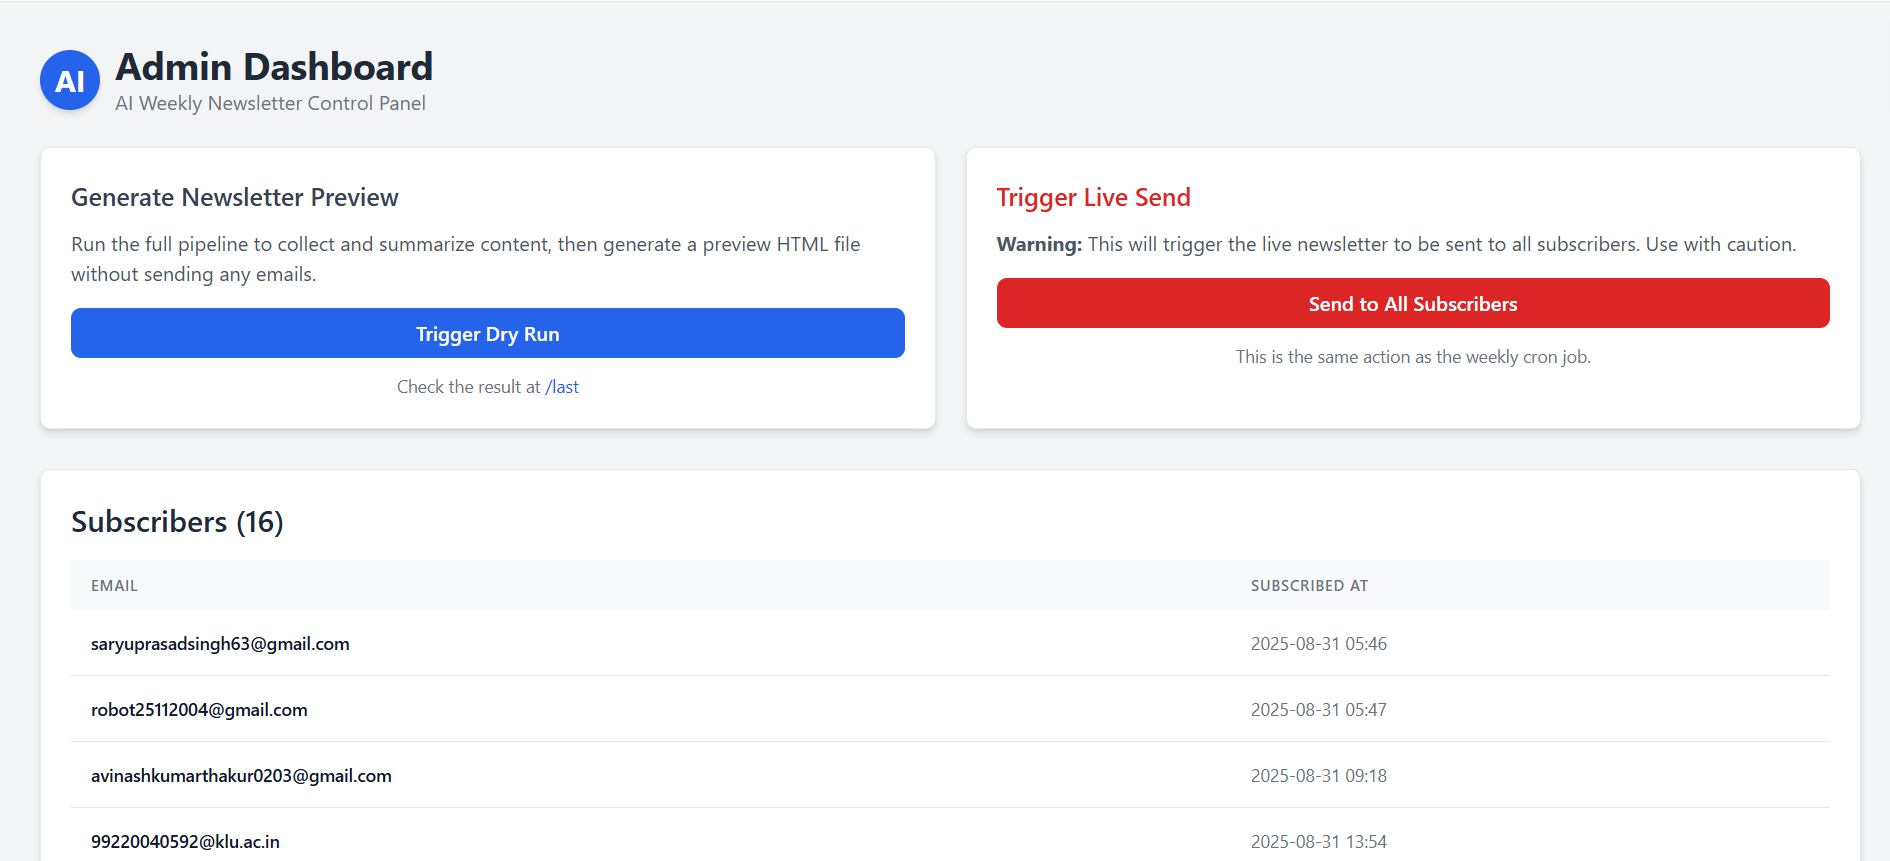 AI
Admin Dashboard
AI Weekly Newsletter Control Panel
Generate Newsletter Preview
Run the full pipeline to collect and summarize content, then generate a preview HTML file
without sending any emails.
Trigger Dry Run
Check the result at /last
Trigger Live Send
Warning: This will trigger the live newsletter to be sent to all subscribers. Use with caution.
Send to All Subscribers
This is the same action as the weekly cron job.
Subscribers (16)
EMAIL SUBSCRIBED AT
saryuprasadsingh63@gmail.com 2025-08-31 05:46
robot25112004@gmail.com 2025-08-31 05:47
avinashkumarthakur0203@gmail.com 2025-08-31 09:18
99220040592@klu.ac.in 2025-08-31 13:54